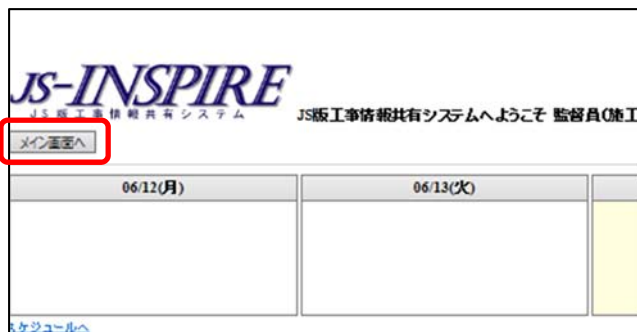 JS-INSPIRE
JS版工事情報共有システム
JS版工事情報共有システムへようこそ 監督員(施工
メイン画面へ
06/12(月)
06/13(火)
スケジュールへ